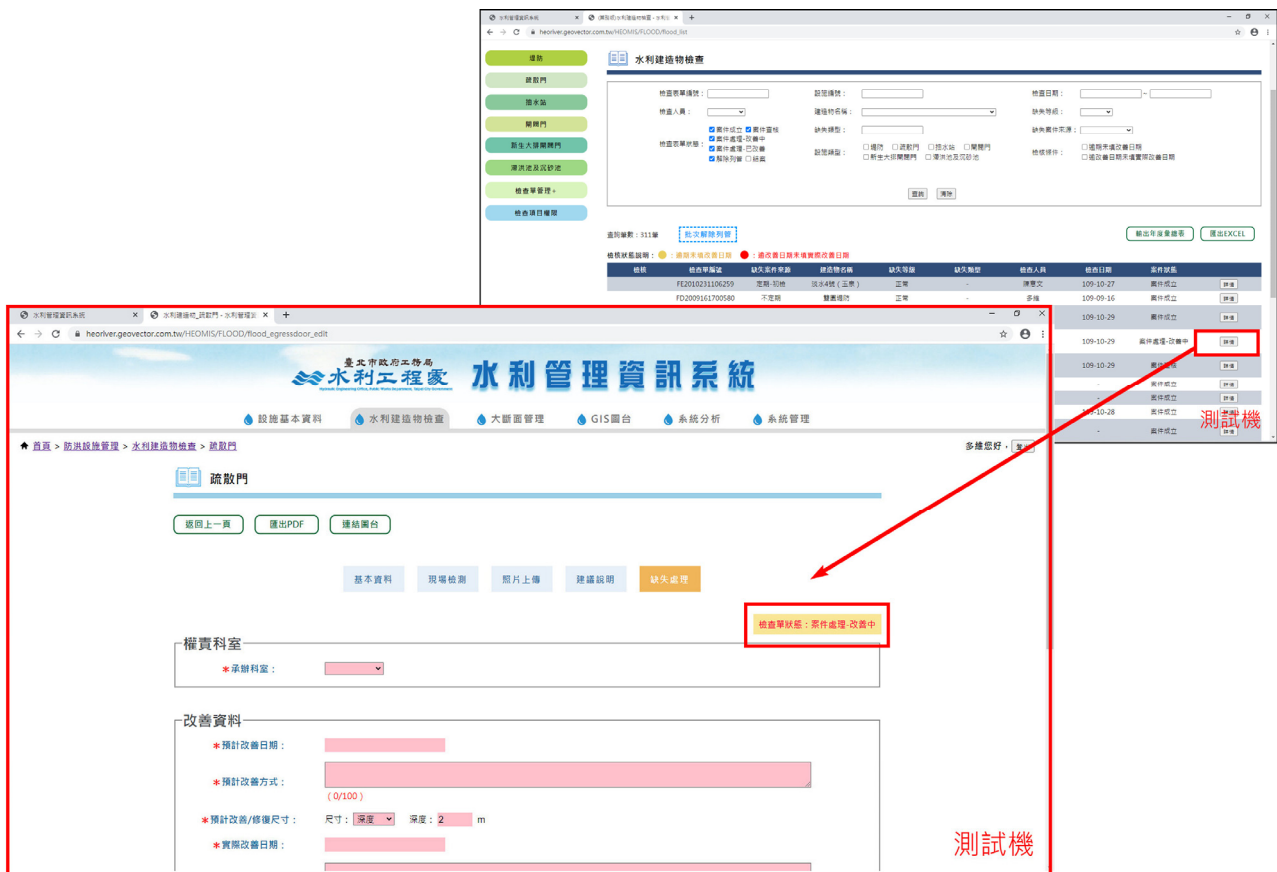 水利管理資訊系統
heoriver.geovector.com.tw/HEOMIS/FLOOD/flood_list
堤防
疏散門
抽水站
閘閥門
新生大排閘閥門
滯洪池及沉砂池
檢查單管理+
檢查項目權限
水利建造物檢查
檢查表單編號： 設施編號： 檢查日期： ~
檢查人員： 建造物名稱： 缺失等級：
檢查表單狀態： 案件成立 案件查核 案件處理-改善中 案件處理-已改善 解除列管 結案
缺失類型： 缺失案件來源：
設施類型： 堤防 疏散門 抽水站 閘閥門 新生大排閘閥門 滯洪池及沉砂池
檢核條件： 逾期未填改善日期 逾改善日期未填實際改善日期
查詢 清除
查詢筆數：311筆 批次解除列管 輸出年度彙總表 匯出EXCEL
檢核狀態說明： ：逾期未填改善日期 ：逾改善日期未填實際改善日期
檢核 檢查單編號 缺失案件來源 建造物名稱 缺失等級 缺失類型 檢查人員 檢查日期 案件狀態
FE2010231106259 定期-初檢 淡水4號（玉泉） 正常 - 陳意文 109-10-27 案件成立 詳細
FD2009161700580 不定期 雙園堤防 正常 - 多維 109-09-16 案件成立 詳細
109-10-29 案件成立 詳細
109-10-29 案件處理-改善中 詳細
109-10-29 詳細
- 案件成立 詳細
- 案件成立 詳細
109-10-28 案件成立 詳細
- 案件成立 詳細
測試機
水利管理資訊系統 水利建造物_疏散門 - 水利管理
heoriver.geovector.com.tw/HEOMIS/FLOOD/flood_egressdoor_edit
臺北市政府工務局
水利工程處 水利管理資訊系統
設施基本資料 水利建造物檢查 大斷面管理 GIS圖台 系統分析 系統管理
首頁 > 防洪設施管理 > 水利建造物檢查 > 疏散門 多維您好，登出
疏散門
返回上一頁 匯出PDF 連結圖台
基本資料 現場檢測 照片上傳 建議說明 缺失處理
檢查單狀態：案件處理-改善中
權責科室
*承辦科室：
改善資料
*預計改善日期：
*預計改善方式：
（0/100）
*預計改善/修復尺寸： 尺寸：深度 深度：2 m
*實際改善日期：
測試機